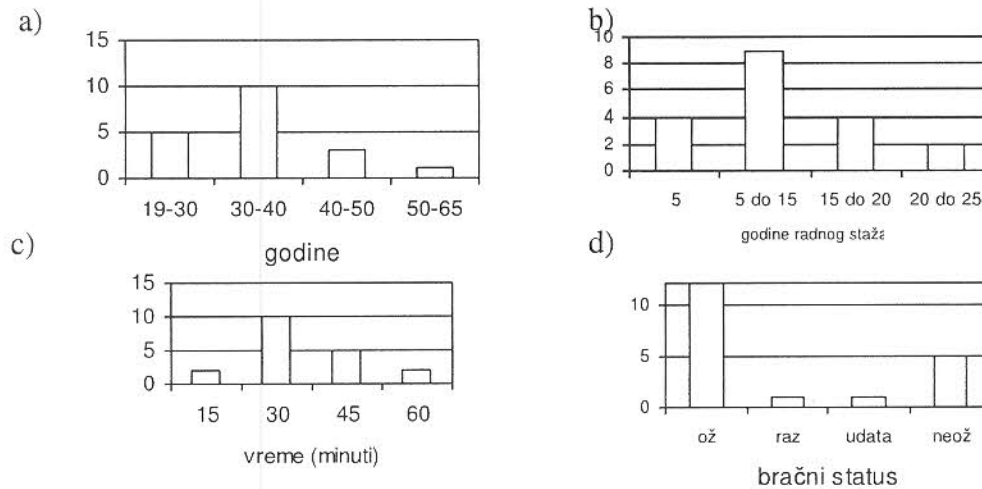 a)
15
10
5
0
19-30 30-40 40-50 50-65
godine
b)
10
8
6
4
2
0
5 5 do 15 15 do 20 20 do 25
godine radnog staža
c)
15
10
5
0
15 30 45 60
vreme (minuti)
d)
10
5
0
ož raz udata neož
bračni status